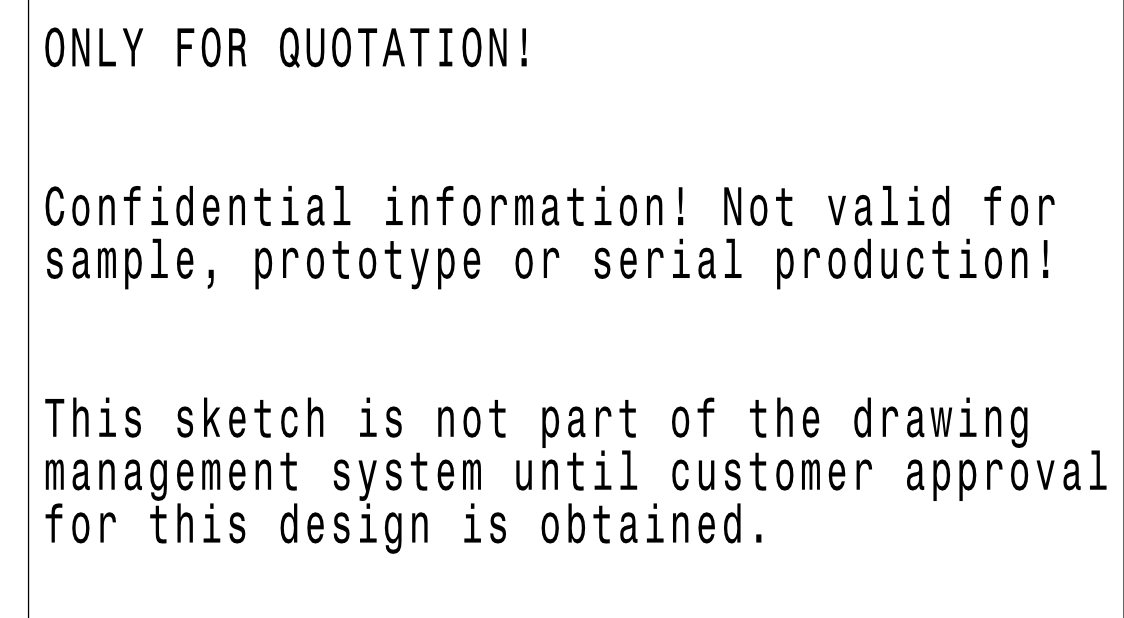 ONLY FOR QUOTATION!
Confidential information! Not valid for
sample, prototype or serial production!
This sketch is not part of the drawing
management system until customer approval
for this design is obtained.